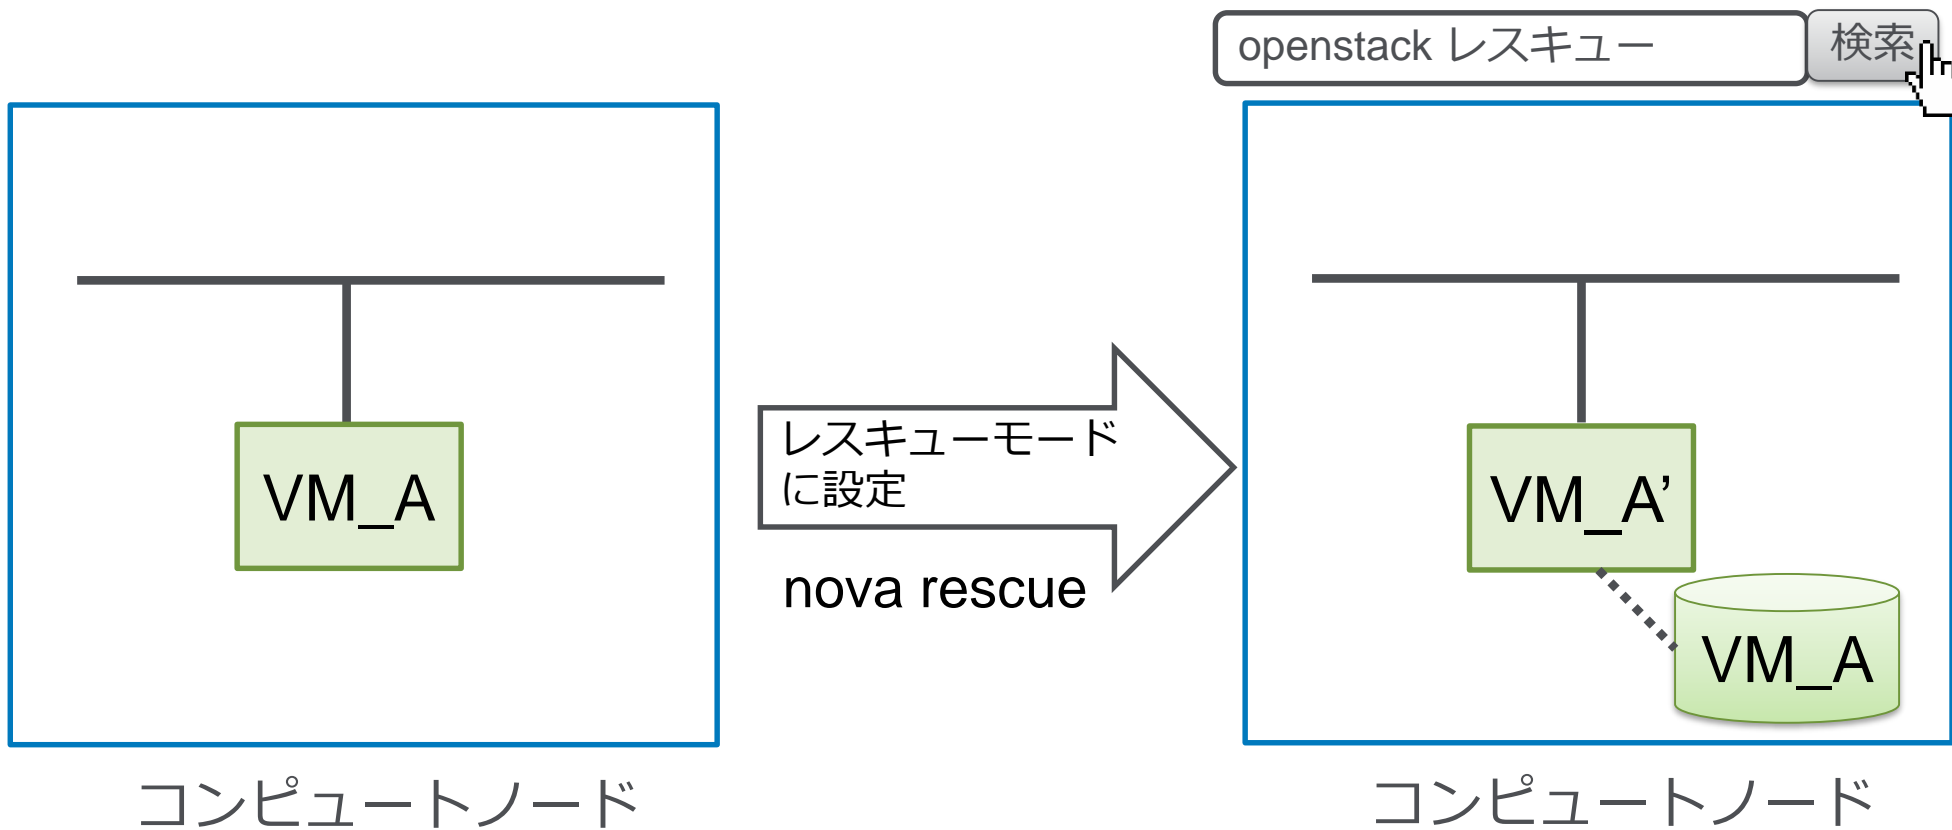 openstack レスキュー
検索
VM_A
レスキューモード
に設定
nova rescue
VM_A’
VM_A
コンピュートノード
コンピュートノード